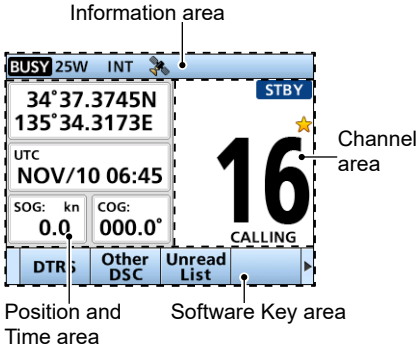 Information area
BUSY 25W INT
STBY
34°37.3745N
135°34.3173E
UTC
NOV/10 06:45
SOG: kn
0.0
COG:
000.0°
16
CALLING
Channel
area
DTRS
Other
DSC
Unread
List
Position and
Time area
Software Key area